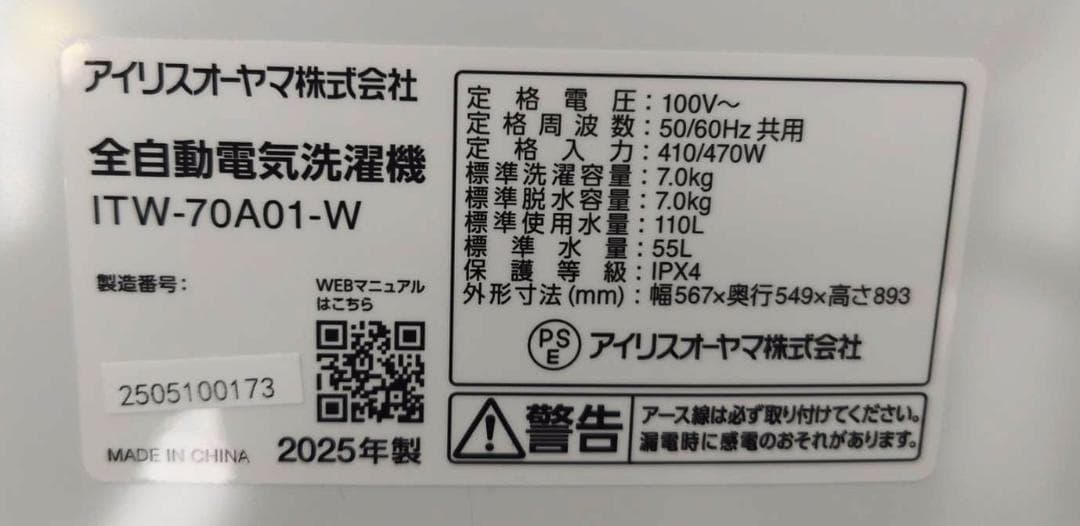 アイリスオーヤマ株式会社
全自動電気洗濯機
ITW-70A01-W
製造番号:
WEBマニュアル
はこちら
2505100173
MADE IN CHINA
2025年製
定格電圧:100V〜
定格周波数:50/60Hz 共用
定格入力:410/470W
標準洗濯容量:7.0kg
標準脱水容量:7.0kg
標準使用水量:110L
標準水量:55L
保護等級:IPX4
外形寸法(mm):幅567×奥行549×高さ893
PS
E
アイリスオーヤマ株式会社
警告
アース線は必ず取り付けてください。
漏電時に感電のおそれがあります。